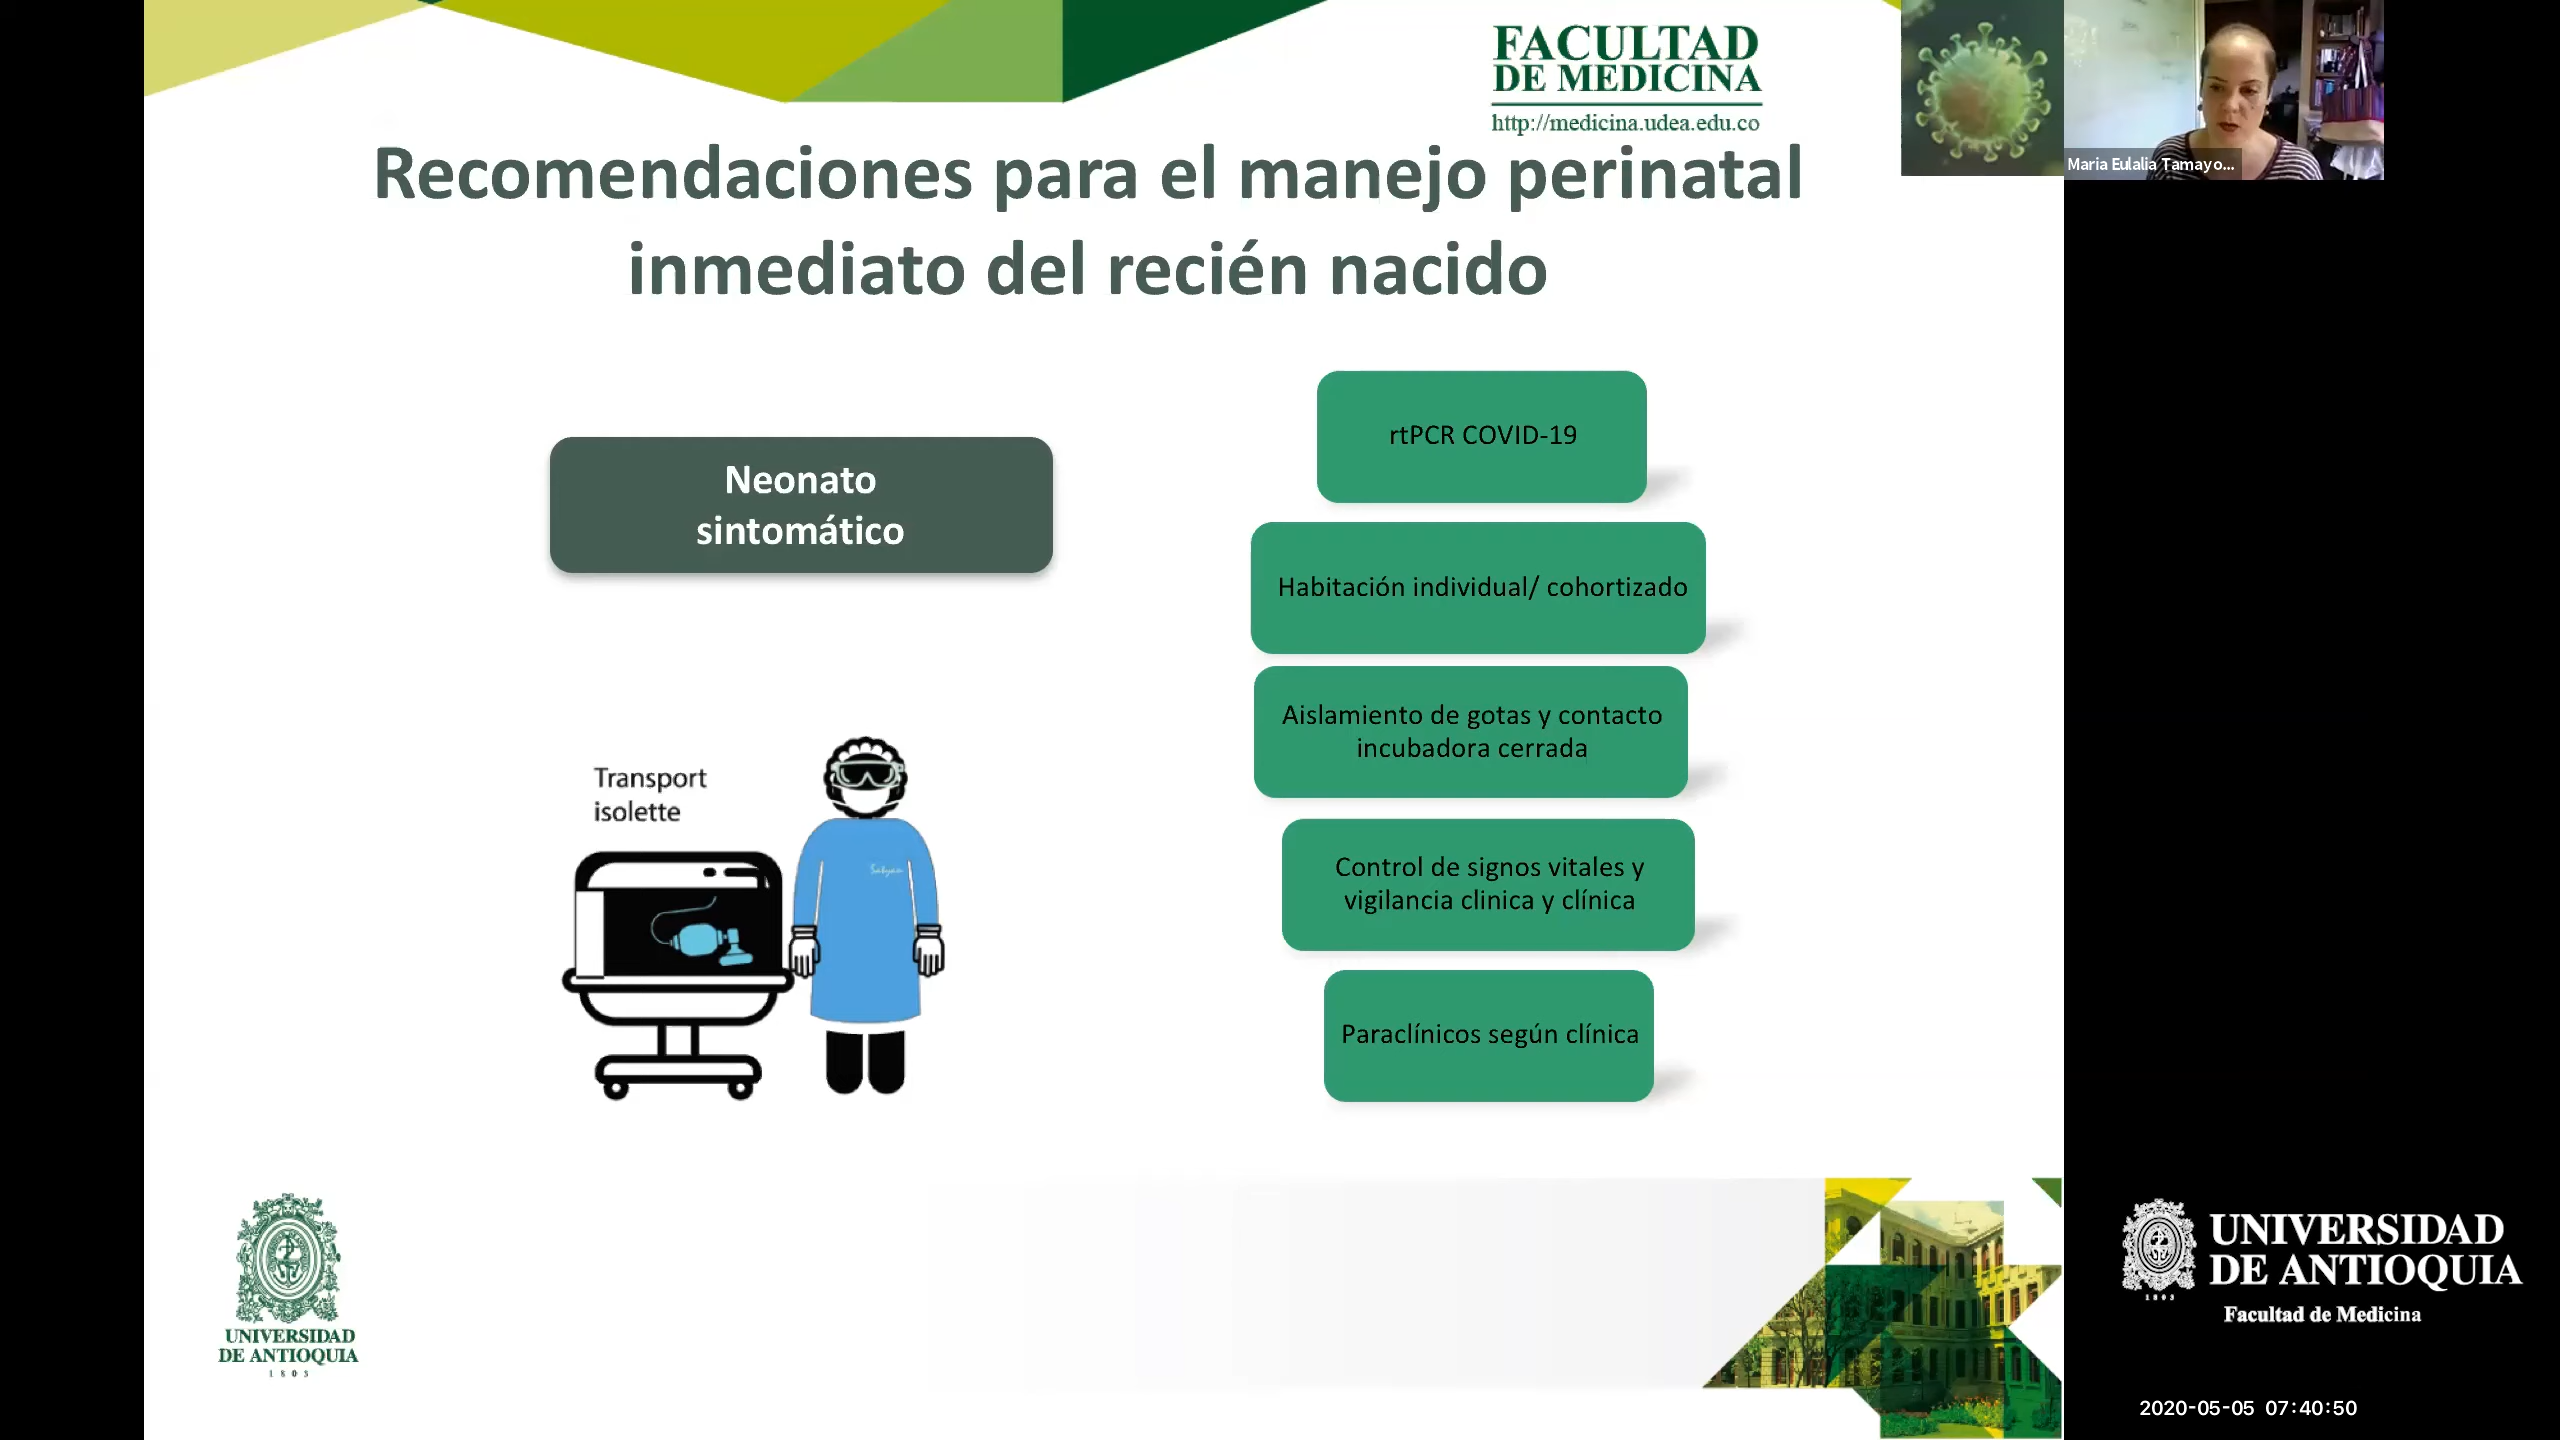 FACULTAD
DE MEDICINA
http://medicina.udea.edu.co
Maria Eulalia Tamayo...
Recomendaciones para el manejo perinatal
inmediato del recién nacido
Neonato
sintomático
Transport
isolette
rtPCR COVID-19
Habitación individual/ cohortizado
Aislamiento de gotas y contacto
incubadora cerrada
Control de signos vitales y
vigilancia clinica y clínica
Paraclínicos según clínica
UNIVERSIDAD
DE ANTIOQUIA
1803
UNIVERSIDAD
DE ANTIOQUIA
1803
Facultad de Medicina
2020-05-05 07:40:50